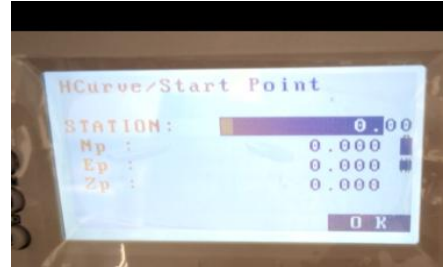 HCurve/Start Point
STATION: 0.00
Np : 0.000
Ep : 0.000
Zp : 0.000
OK